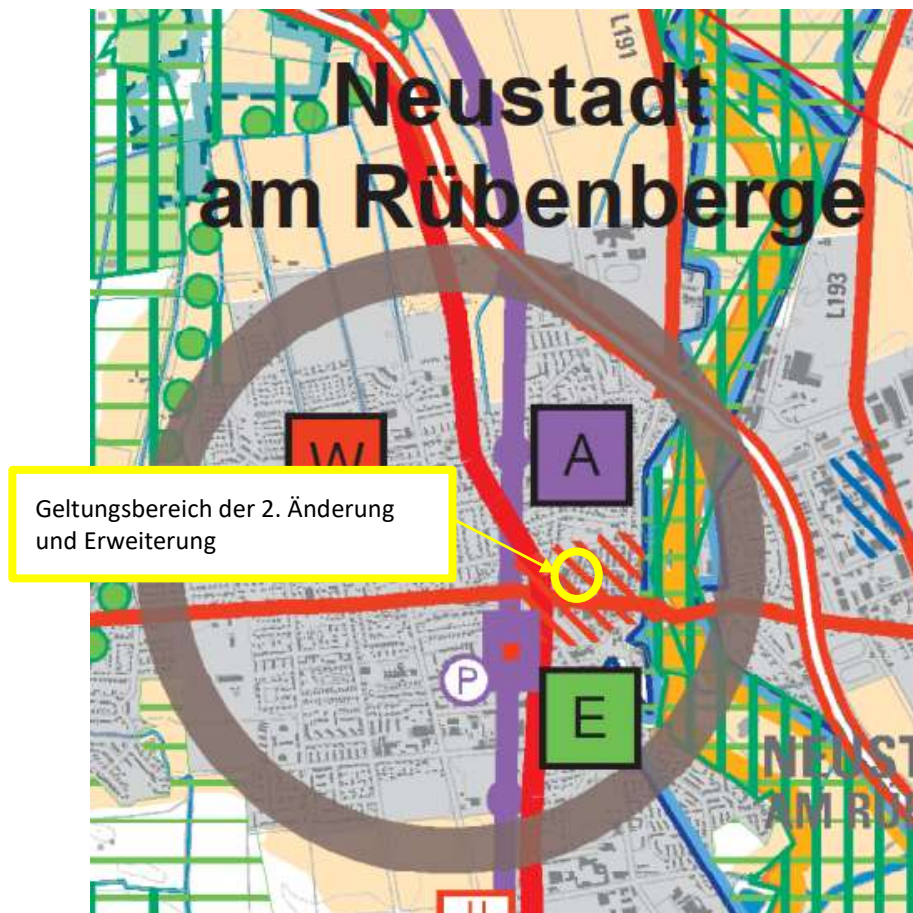 L191
Neustadt
am Rübenberge
L193
W
A
Geltungsbereich der 2. Änderung
und Erweiterung
P
E
NEUST
AM RÜ